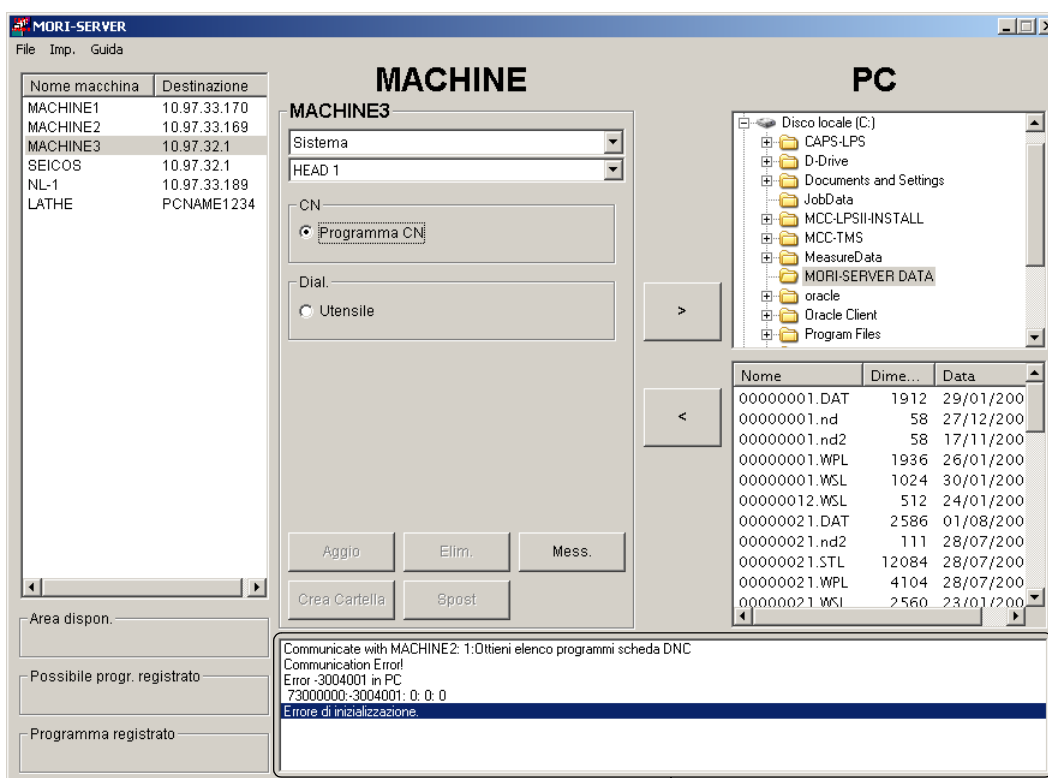 MORI-SERVER
File Imp. Guida
Nome macchina Destinazione
MACHINE1 10.97.33.170
MACHINE2 10.97.33.169
MACHINE3 10.97.32.1
SEICOS 10.97.32.1
NL-1 10.97.33.189
LATHE PCNAME1234
Area dispon.
Possibile progr. registrato
Programma registrato
MACHINE
MACHINE3
Sistema
HEAD 1
CN
Programma CN
Dial.
Utensile
Aggio Elim. Mess.
Crea Cartella Spost
>
<
PC
Disco locale (C:)
CAPS-LPS
D-Drive
Documents and Settings
JobData
MCC-LPSII-INSTALL
MCC-TMS
MeasureData
MORI-SERVER DATA
oracle
Oracle Client
Program Files
Nome Dime... Data
00000001.DAT 1912 29/01/200
00000001.nd 58 27/12/200
00000001.nd2 58 17/11/200
00000001.WPL 1936 26/01/200
00000001.WSL 1024 30/01/200
00000012.WSL 512 24/01/200
00000021.DAT 2586 01/08/200
00000021.nd2 111 28/07/200
00000021.STL 12084 28/07/200
00000021.WPL 4104 28/07/200
00000021.WSL 2560 23/01/200
Communicate with MACHINE2: 1:Ottieni elenco programmi scheda DNC
Communication Error!
Error -3004001 in PC
73000000:-3004001: 0: 0: 0
Errore di inizializzazione.